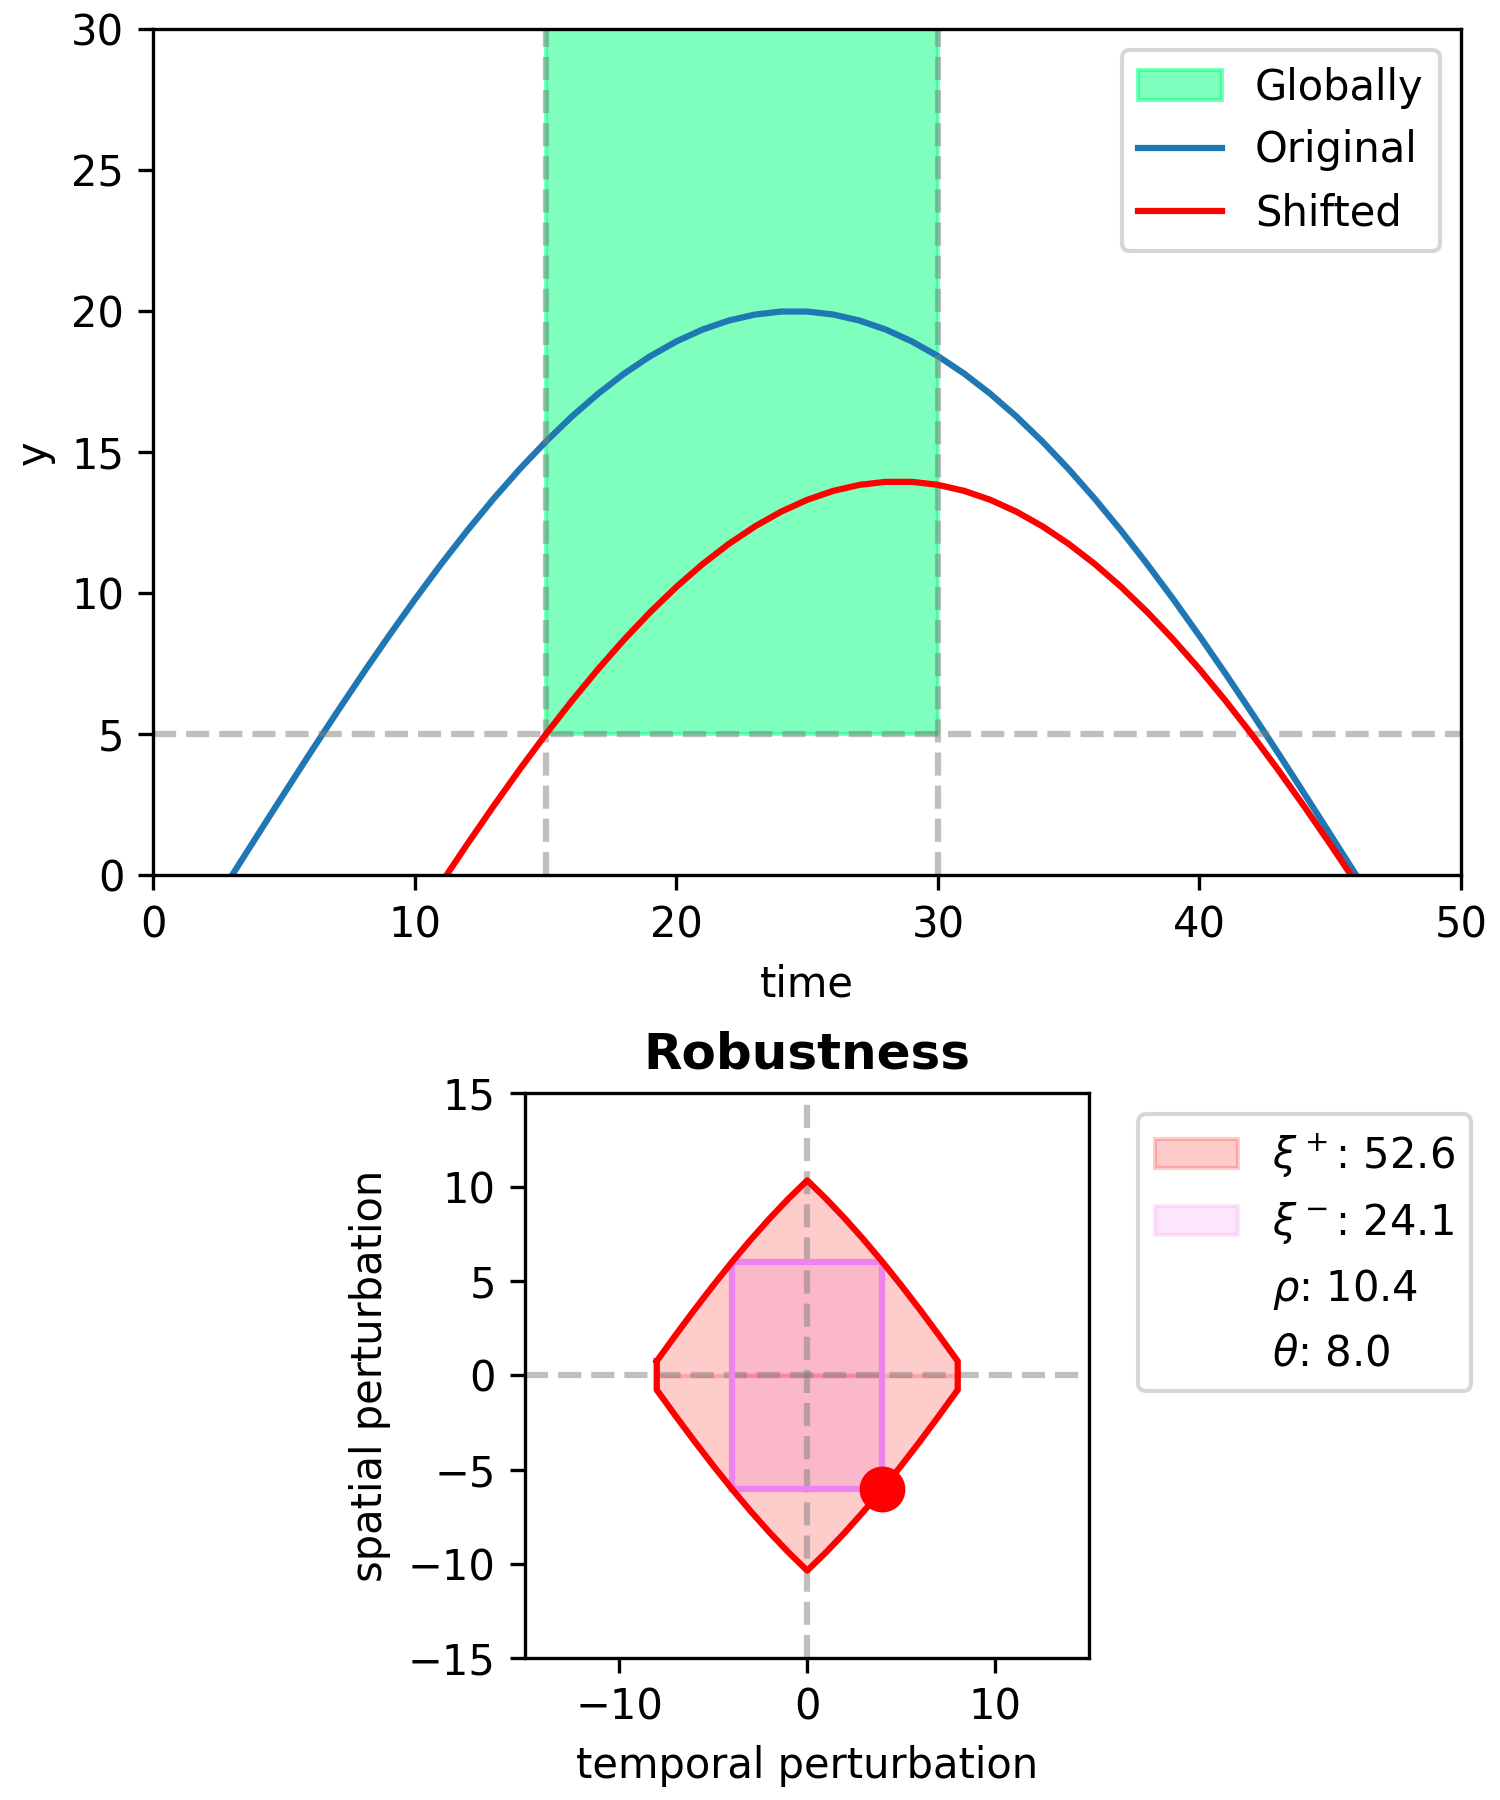 30
25
20
15
10
5
0
y
0 10 20 30 40 50
time
Globally
Original
Shifted
Robustness
15
10
5
0
−5
−10
−15
spatial perturbation
−10 0 10
temporal perturbation
ξ⁺: 52.6
ξ⁻: 24.1
ρ: 10.4
θ: 8.0